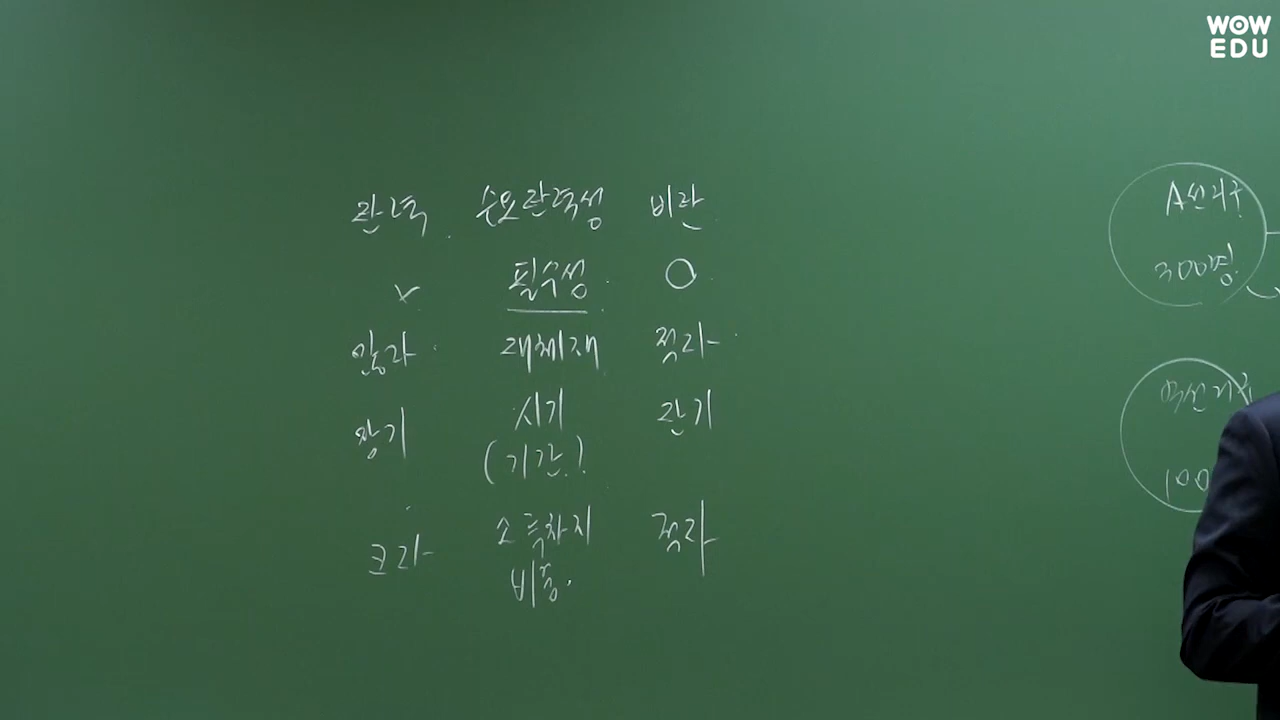 WOW
EDU
탄력 수요탄력성 비탄
✓ 필수성 O
많다 대체재 적다
장기 시기 단기
(기간)
크다 소득차지 적다
비중
A선거구
300명
100